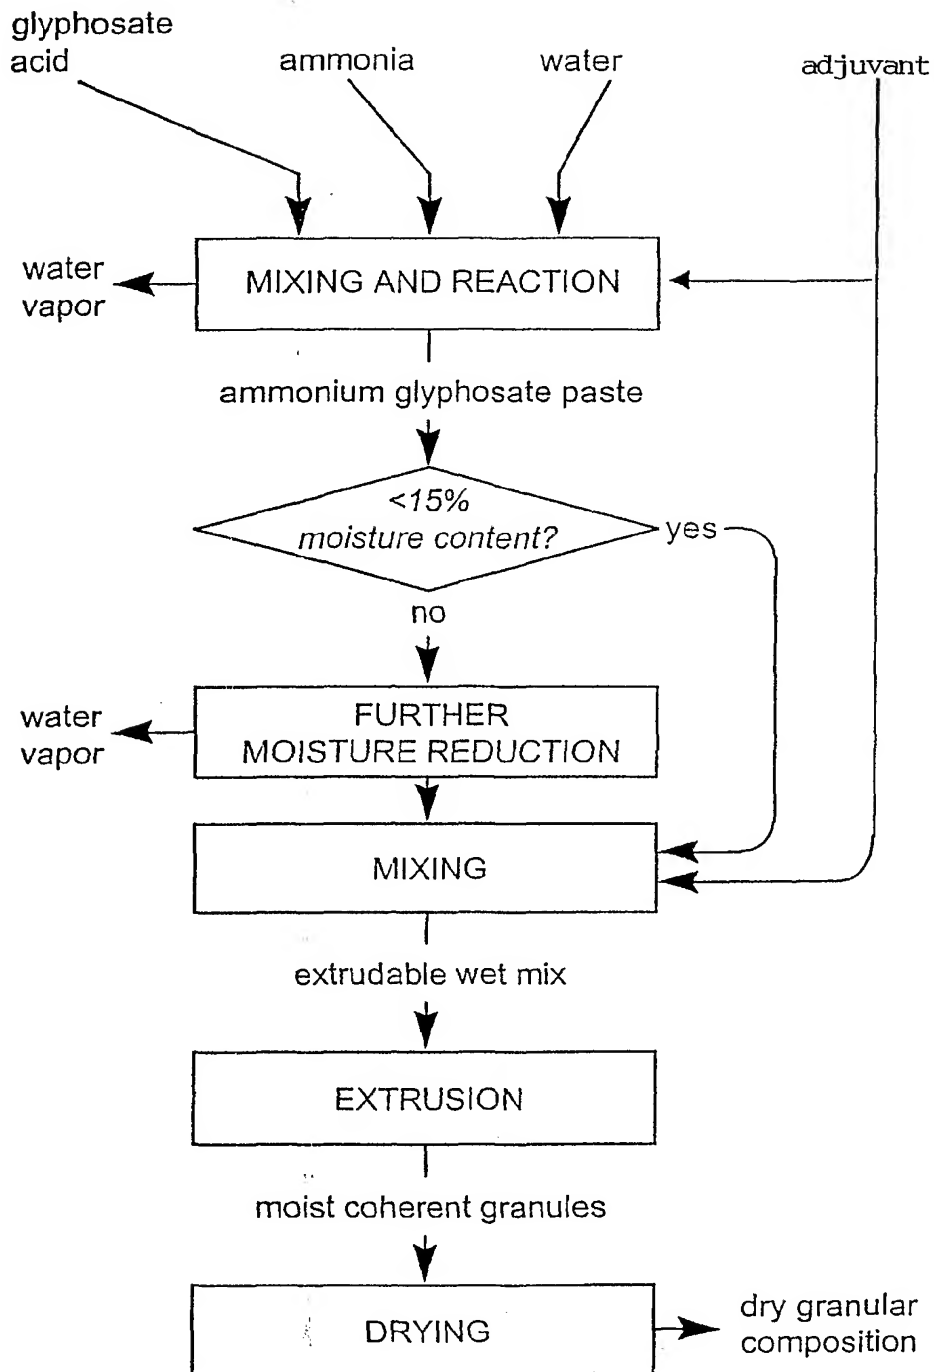 glyphosate
acid
ammonia
water
adjuvant
water
vapor
MIXING AND REACTION
ammonium glyphosate paste
<15%
moisture content?
yes
no
water
vapor
FURTHER
MOISTURE REDUCTION
MIXING
extrudable wet mix
EXTRUSION
moist coherent granules
DRYING
dry granular
composition